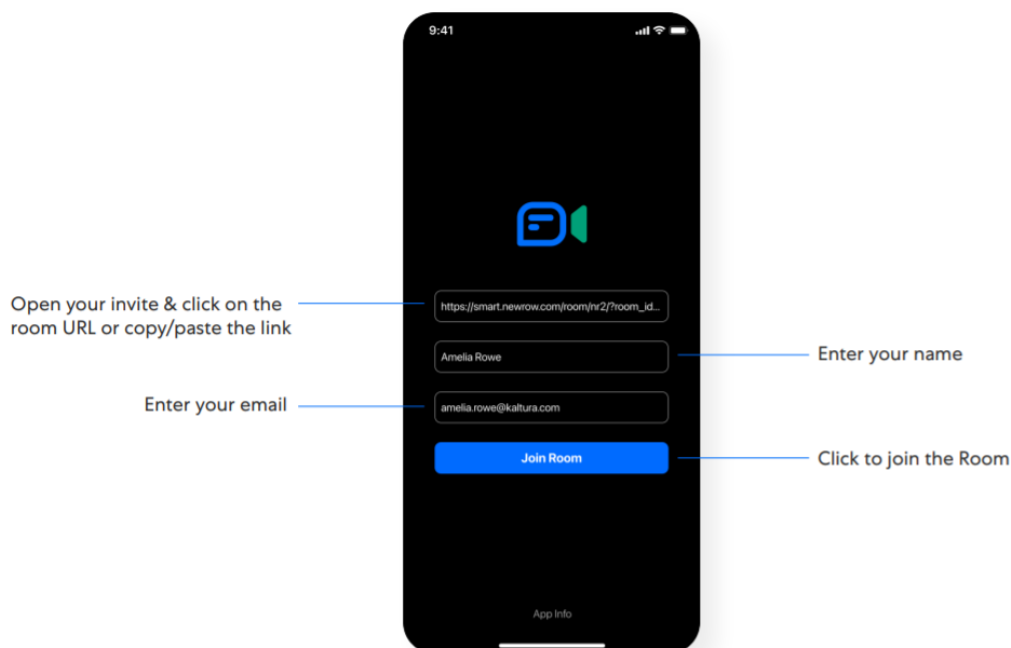 9:41
Open your invite & click on the
room URL or copy/paste the link
https://smart.newrow.com/room/nr2/?room_id...
Amelia Rowe
Enter your name
Enter your email
amelia.rowe@kaltura.com
Join Room
Click to join the Room
App Info